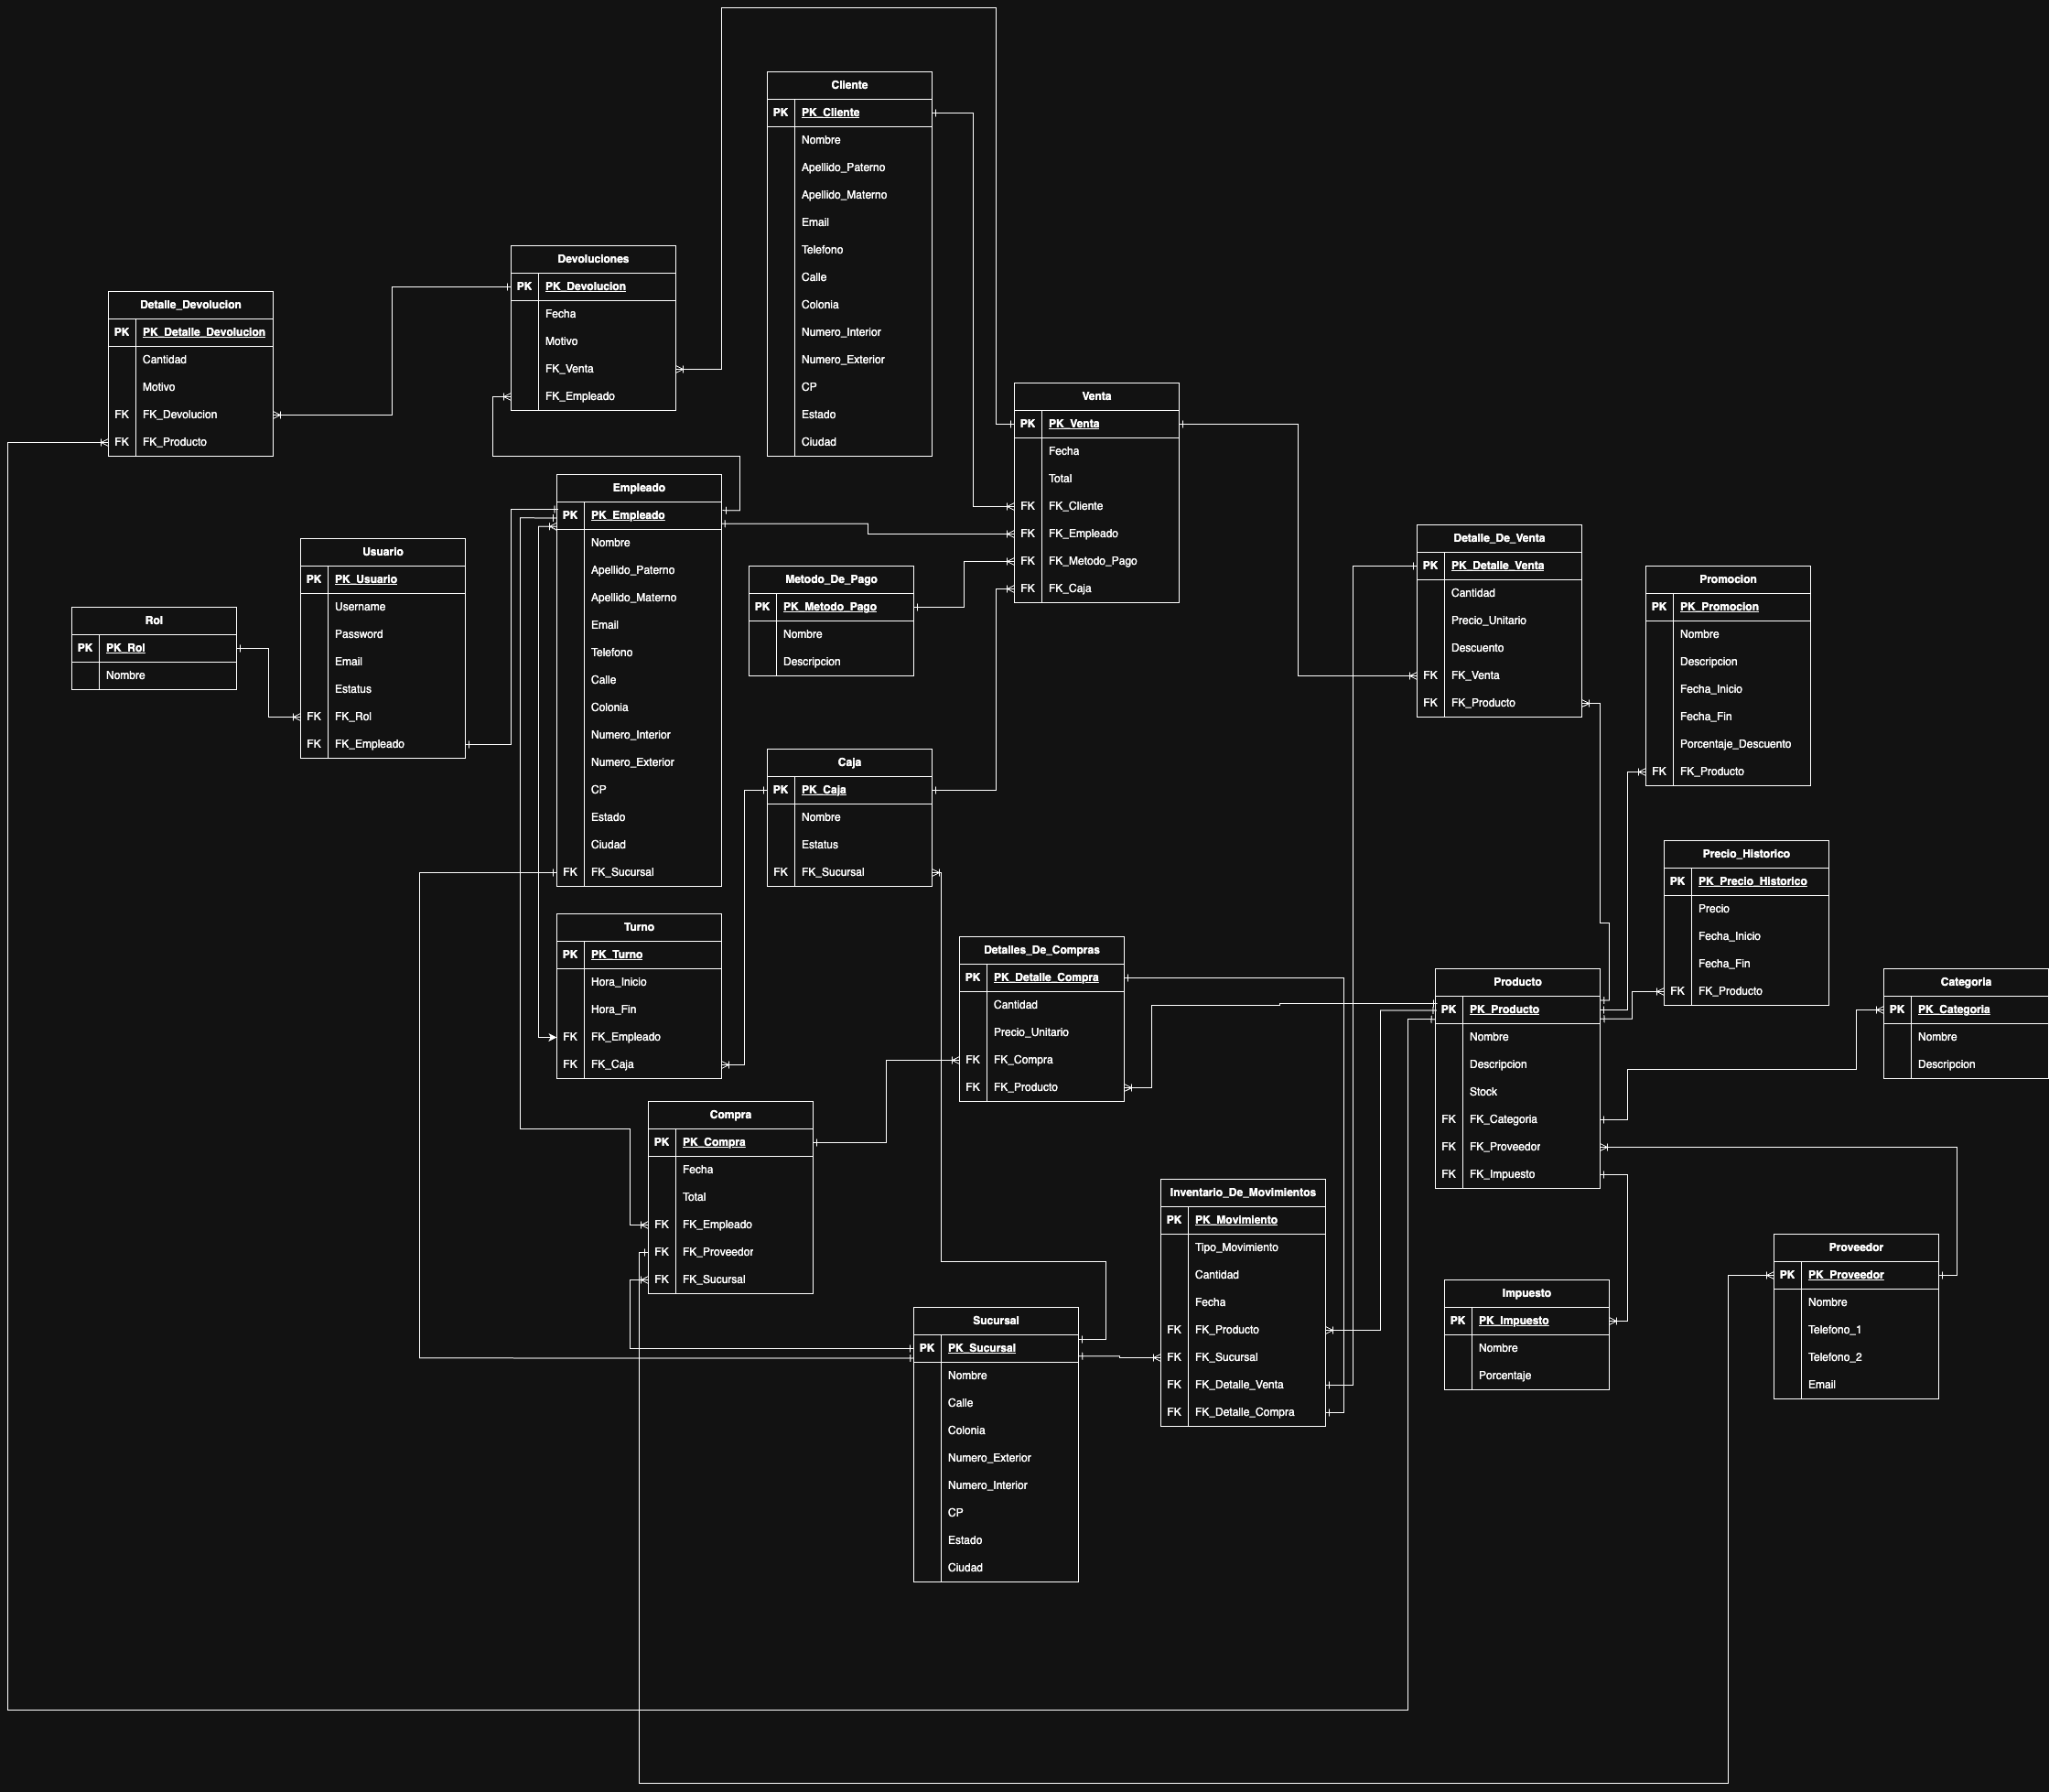 Cliente
PK PK_Cliente
Nombre
Apellido_Paterno
Apellido_Materno
Email
Telefono
Calle
Colonia
Numero_Interior
Numero_Exterior
CP
Estado
Ciudad
Devoluciones
PK PK_Devolucion
Fecha
Motivo
FK_Venta
FK_Empleado
Detalle_Devolucion
PK PK_Detalle_Devolucion
Cantidad
Motivo
FK FK_Devolucion
FK FK_Producto
Venta
PK PK_Venta
Fecha
Total
FK FK_Cliente
FK FK_Empleado
FK FK_Metodo_Pago
FK FK_Caja
Empleado
PK PK_Empleado
Nombre
Apellido_Paterno
Apellido_Materno
Email
Telefono
Calle
Colonia
Numero_Interior
Numero_Exterior
CP
Estado
Ciudad
FK FK_Sucursal
Usuario
PK PK_Usuario
Username
Password
Email
Estatus
FK FK_Rol
FK FK_Empleado
Rol
PK PK_Rol
Nombre
Metodo_De_Pago
PK PK_Metodo_Pago
Nombre
Descripcion
Detalle_De_Venta
PK PK_Detalle_Venta
Cantidad
Precio_Unitario
Descuento
FK FK_Venta
FK FK_Producto
Promocion
PK PK_Promocion
Nombre
Descripcion
Fecha_Inicio
Fecha_Fin
Porcentaje_Descuento
FK FK_Producto
Caja
PK PK_Caja
Nombre
Estatus
FK FK_Sucursal
Precio_Historico
PK PK_Precio_Historico
Precio
Fecha_Inicio
Fecha_Fin
FK FK_Producto
Turno
PK PK_Turno
Hora_Inicio
Hora_Fin
FK FK_Empleado
FK FK_Caja
Detalles_De_Compras
PK PK_Detalle_Compra
Cantidad
Precio_Unitario
FK FK_Compra
FK FK_Producto
Producto
PK PK_Producto
Nombre
Descripcion
Stock
FK FK_Categoria
FK FK_Proveedor
FK FK_Impuesto
Categoria
PK PK_Categoria
Nombre
Descripcion
Compra
PK PK_Compra
Fecha
Total
FK FK_Empleado
FK FK_Proveedor
FK FK_Sucursal
Inventario_De_Movimientos
PK PK_Movimiento
Tipo_Movimiento
Cantidad
Fecha
FK FK_Producto
FK FK_Sucursal
FK FK_Detalle_Venta
FK FK_Detalle_Compra
Proveedor
PK PK_Proveedor
Nombre
Telefono_1
Telefono_2
Email
Impuesto
PK PK_Impuesto
Nombre
Porcentaje
Sucursal
PK PK_Sucursal
Nombre
Calle
Colonia
Numero_Exterior
Numero_Interior
CP
Estado
Ciudad